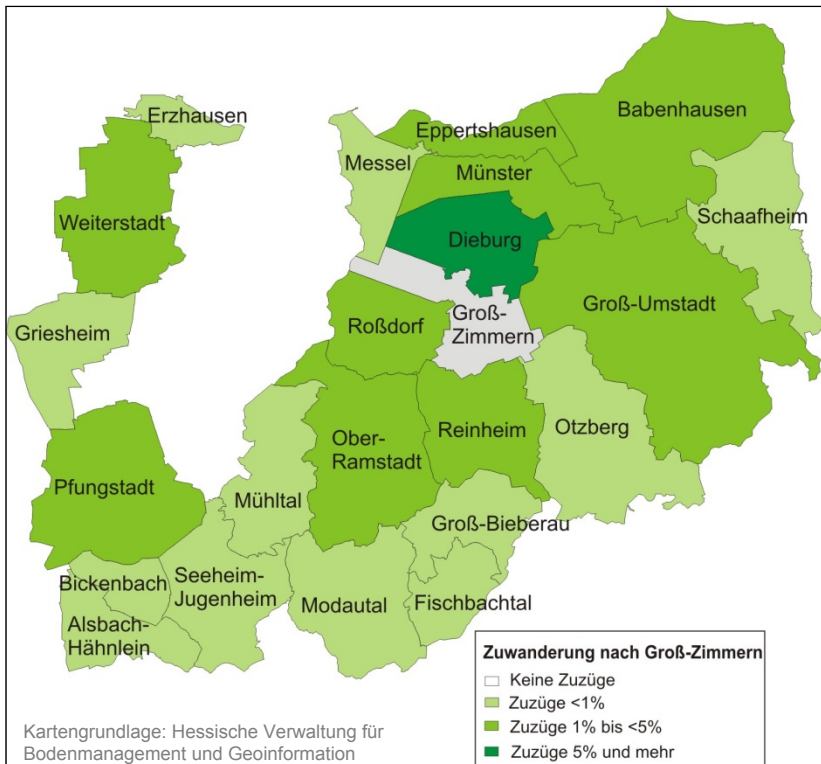 Erzhausen
Babenhausen
Eppertshausen
Messel
Münster
Weiterstadt
Schaafheim
Dieburg
Groß-Umstadt
Griesheim
Roßdorf
Groß-
Zimmern
Otzberg
Reinheim
Ober-
Ramstadt
Pfungstadt
Mühltal
Groß-Bieberau
Bickenbach
Seeheim-
Jugenheim
Modautal
Fischbachtal
Alsbach-
Hähnlein
Zuwanderung nach Groß-Zimmern
Keine Zuzüge
Zuzüge <1%
Zuzüge 1% bis <5%
Zuzüge 5% und mehr
Kartengrundlage: Hessische Verwaltung für
Bodenmanagement und Geoinformation